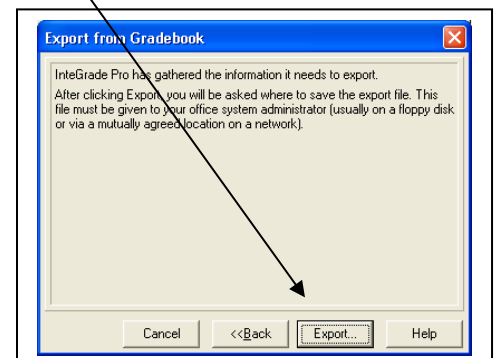 Export from Gradebook
InteGrade Pro has gathered the information it needs to export.
After clicking Export, you will be asked where to save the export file. This
file must be given to your office system administrator (usually on a floppy disk
or via a mutually agreed location on a network).
Cancel
<<Back
Export...
Help